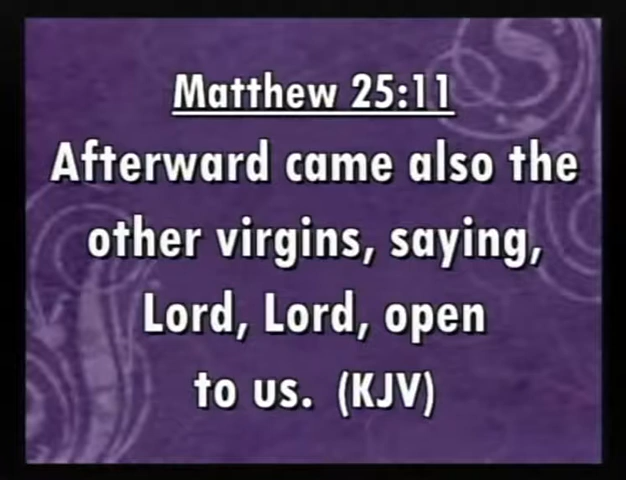 Matthew 25:11
Afterward came also the
other virgins, saying,
Lord, Lord, open
to us. (KJV)